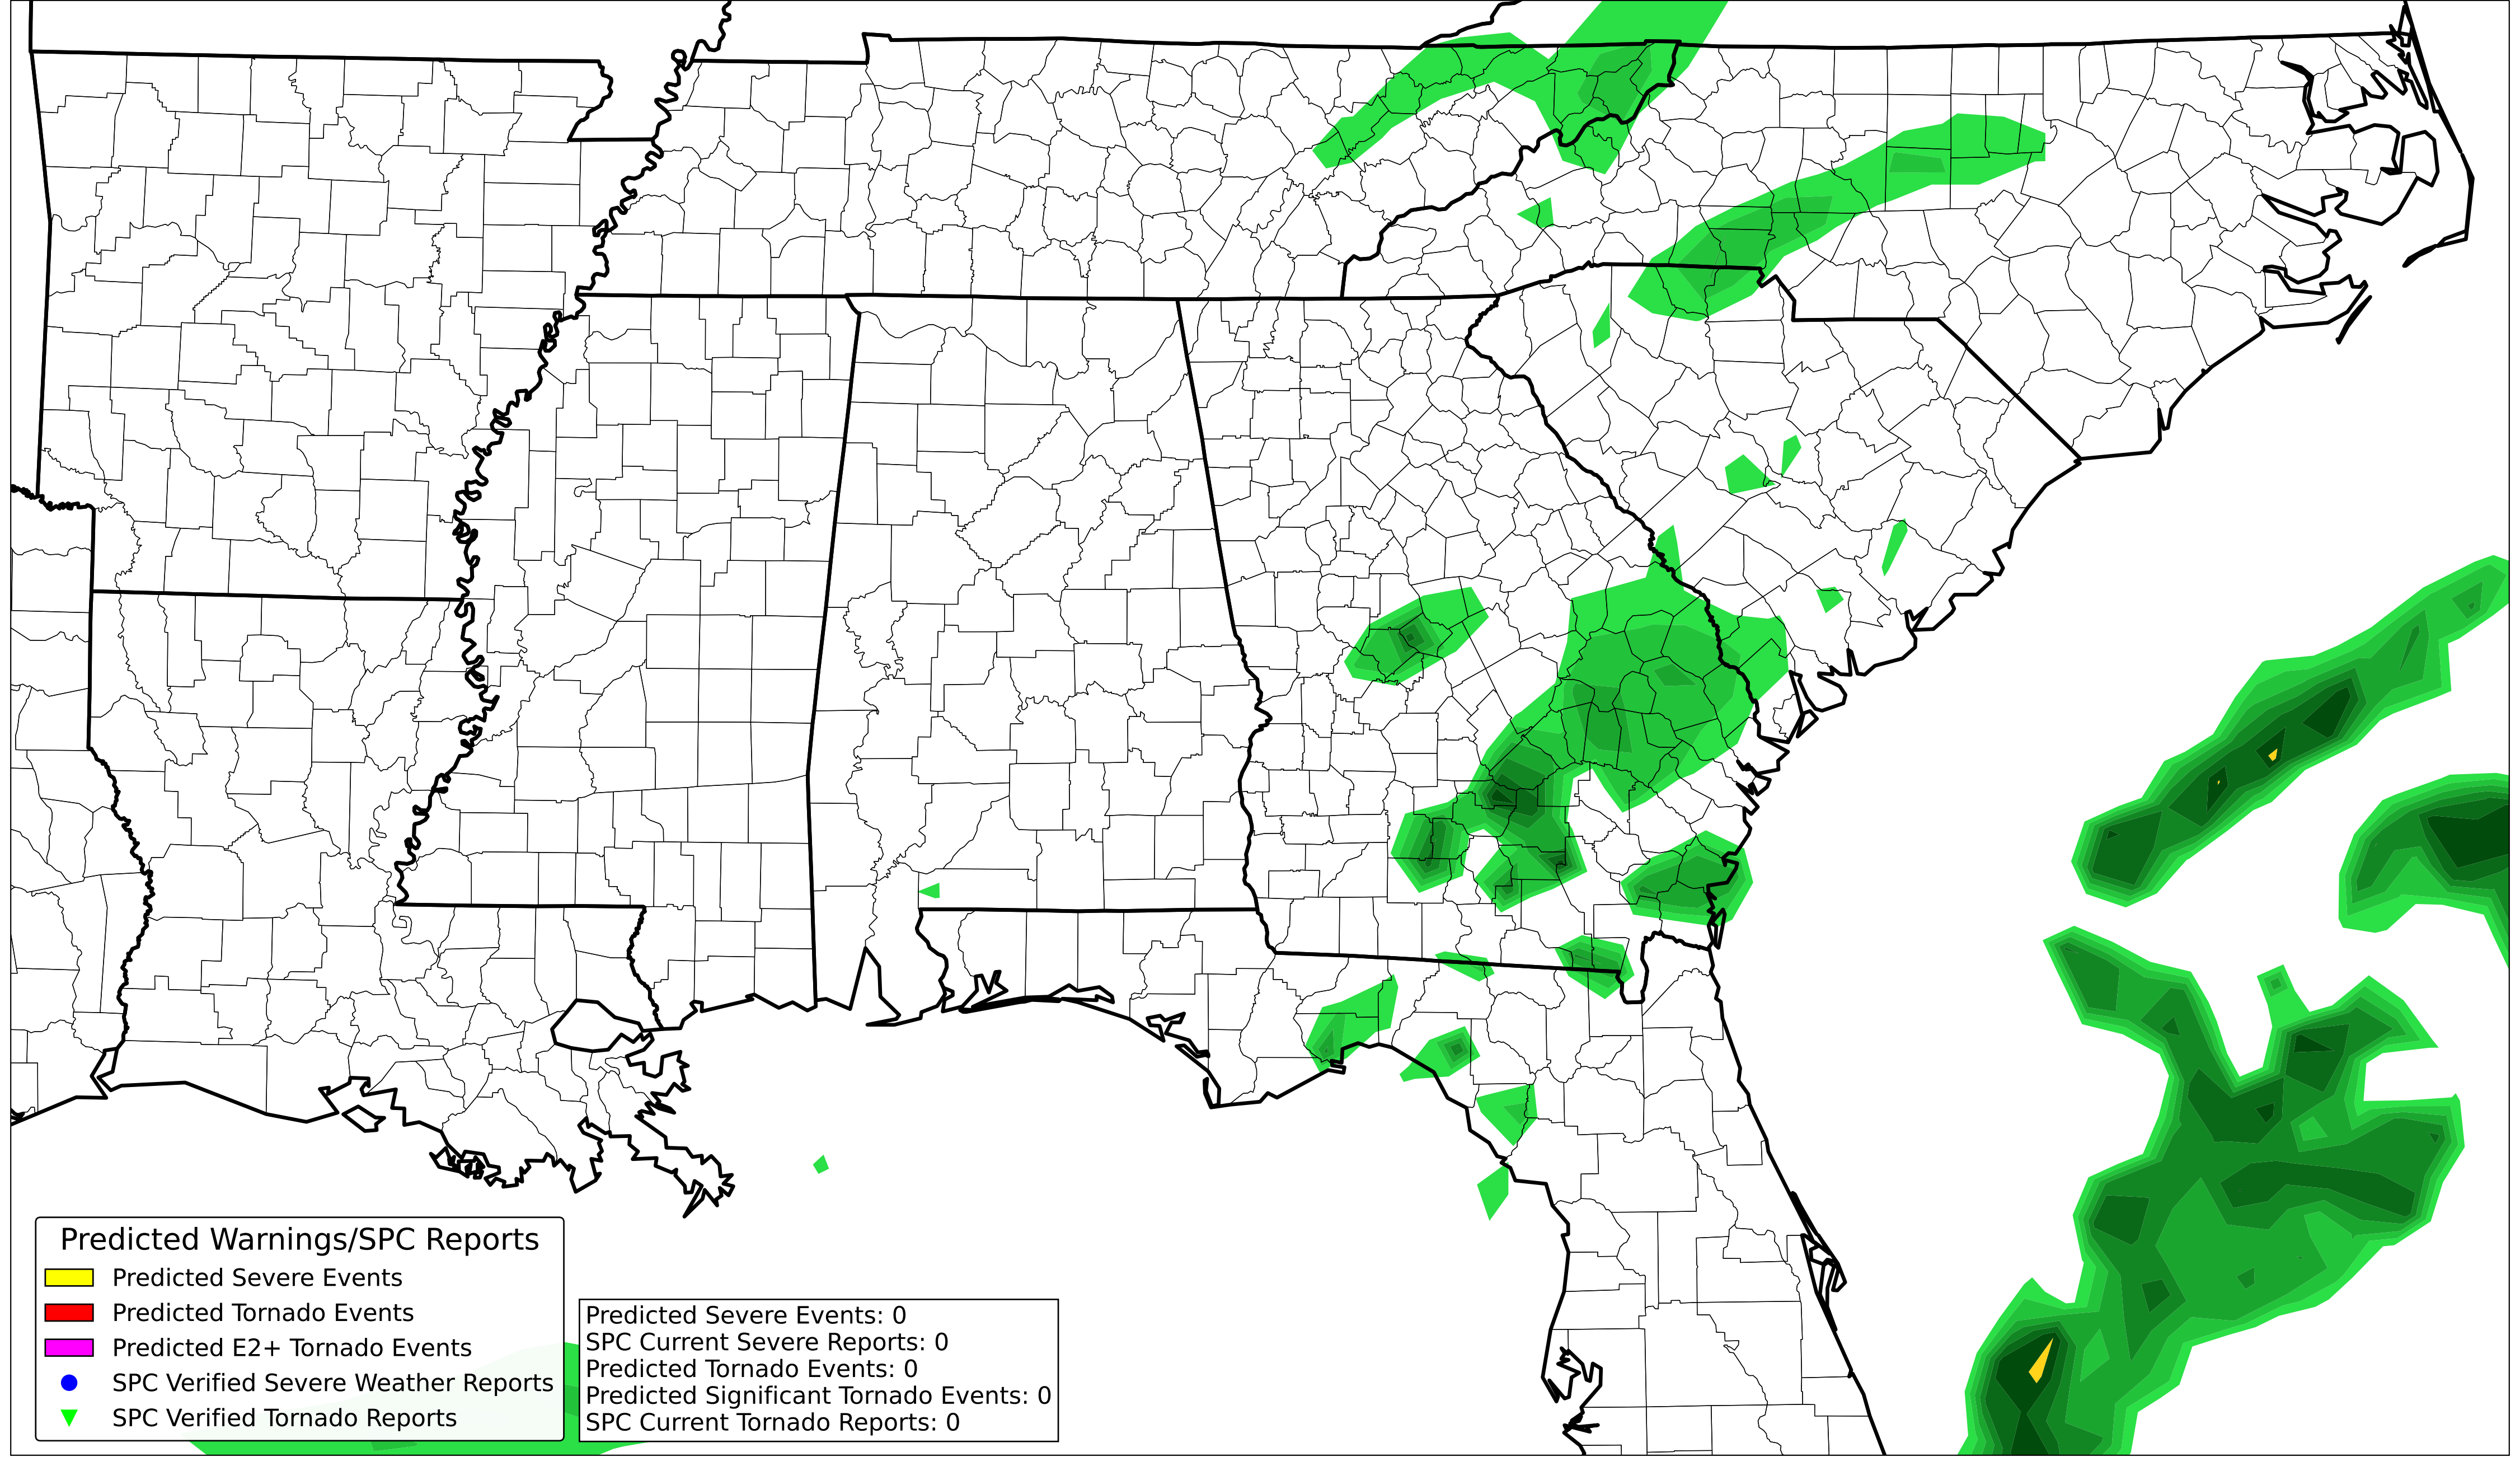 Predicted Warnings/SPC Reports
Predicted Severe Events
Predicted Tornado Events
Predicted E2+ Tornado Events
SPC Verified Severe Weather Reports
SPC Verified Tornado Reports
Predicted Severe Events: 0
SPC Current Severe Reports: 0
Predicted Tornado Events: 0
Predicted Significant Tornado Events: 0
SPC Current Tornado Reports: 0